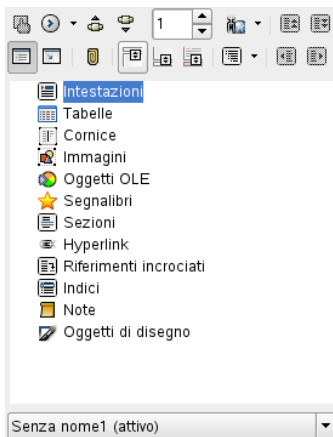 1
Intestazioni
Tabelle
Cornice
Immagini
Oggetti OLE
Segnalibri
Sezioni
Hyperlink
Riferimenti incrociati
Indici
Note
Oggetti di disegno
Senza nome1 (attivo)